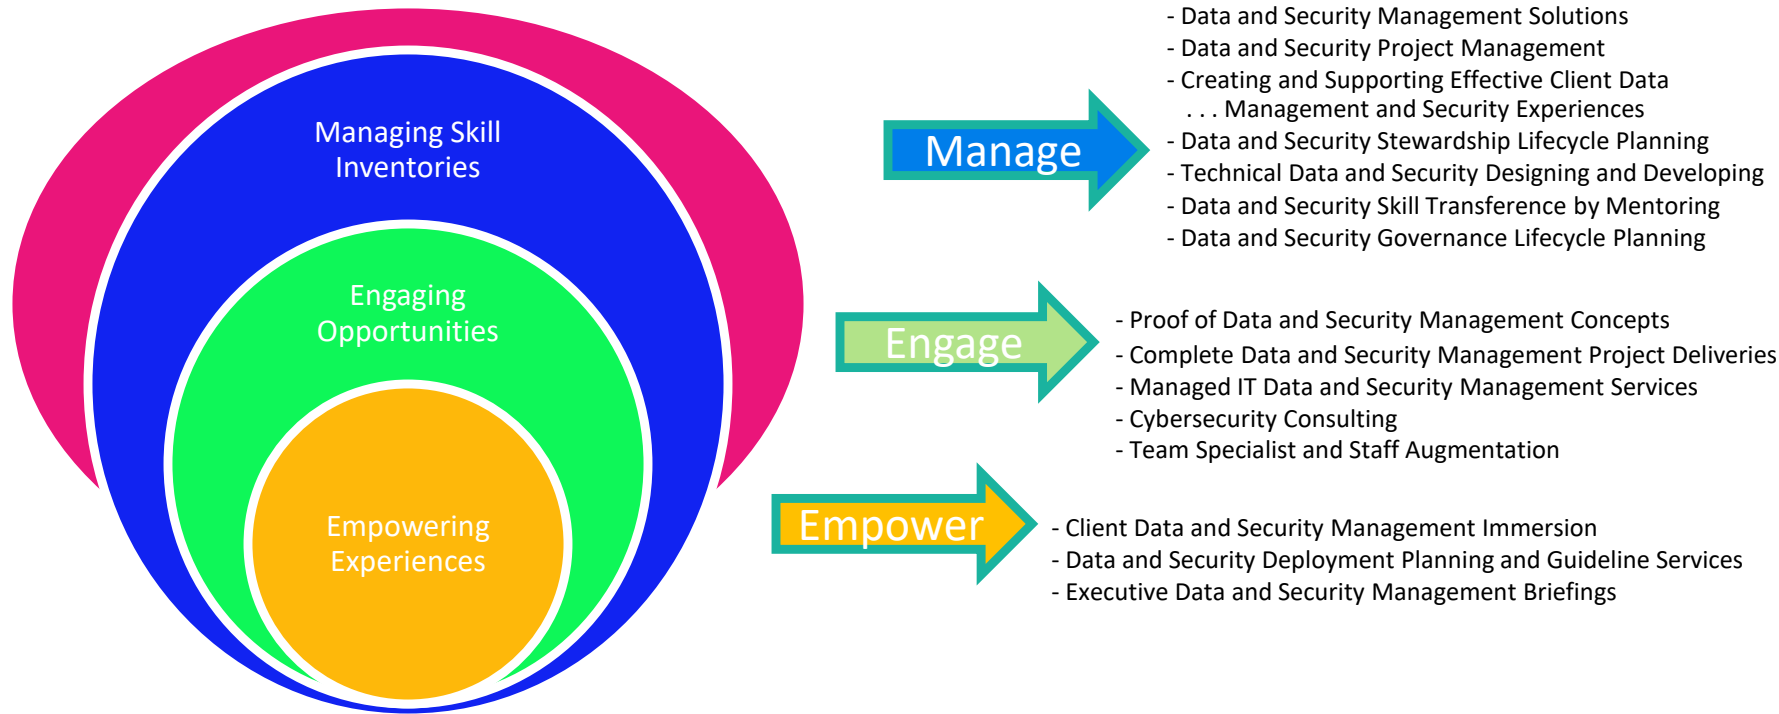 Managing Skill
Inventories
Engaging
Opportunities
Empowering
Experiences
Manage
- Data and Security Management Solutions
- Data and Security Project Management
- Creating and Supporting Effective Client Data
. . . Management and Security Experiences
- Data and Security Stewardship Lifecycle Planning
- Technical Data and Security Designing and Developing
- Data and Security Skill Transference by Mentoring
- Data and Security Governance Lifecycle Planning
Engage
- Proof of Data and Security Management Concepts
- Complete Data and Security Management Project Deliveries
- Managed IT Data and Security Management Services
- Cybersecurity Consulting
- Team Specialist and Staff Augmentation
Empower
- Client Data and Security Management Immersion
- Data and Security Deployment Planning and Guideline Services
- Executive Data and Security Management Briefings